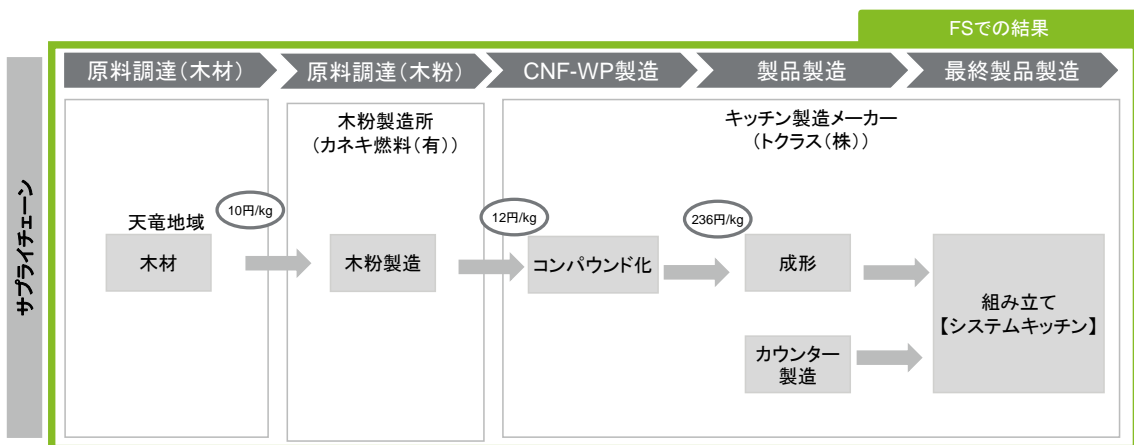 FSでの結果
サプライチェーン
原料調達（木材）
原料調達（木粉）
CNF-WP製造
製品製造
最終製品製造
木粉製造所
（カネキ燃料（有））
キッチン製造メーカー
（トクラス（株））
天竜地域
10円/kg
12円/kg
236円/kg
木材
木粉製造
コンパウンド化
成形
組み立て
【システムキッチン】
カウンター
製造